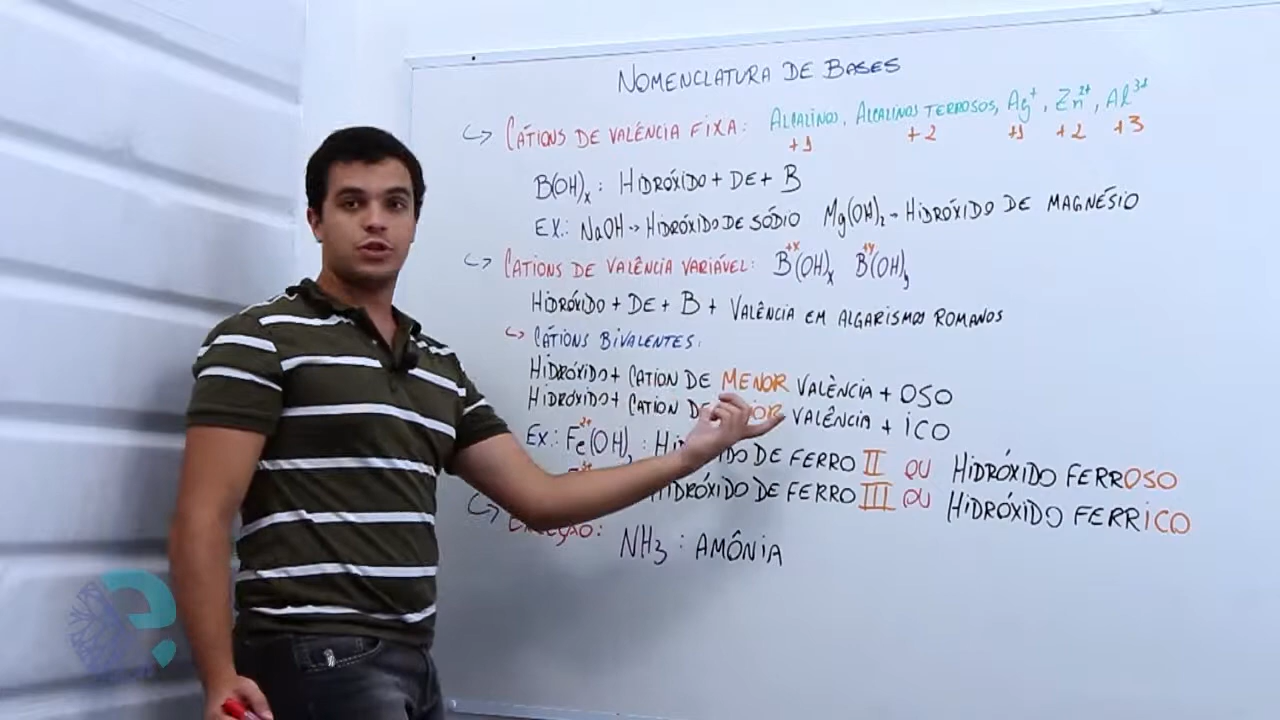 NOMENCLATURA DE BASES
↳ CÁTIONS DE VALÊNCIA FIXA: ALCALINOS, ALCALINOS TERROSOS, Ag⁺, Zn²⁺, Al³⁺
+1 +2 +1 +2 +3
B(OH)ₓ: HIDRÓXIDO + DE + B
EX.: NaOH → HIDRÓXIDO DE SÓDIO Mg(OH)₂ → HIDRÓXIDO DE MAGNÉSIO
↳ CÁTIONS DE VALÊNCIA VARIÁVEL: B⁺ˣ(OH)ₓ B⁺ʸ(OH)y
HIDRÓXIDO + DE + B + VALÊNCIA EM ALGARISMOS ROMANOS
↳ CÁTIONS BIVALENTES:
HIDRÓXIDO + CÁTION DE MENOR VALÊNCIA + OSO
HIDRÓXIDO + CÁTION DE VALÊNCIA + ICO
EX.: Fe²⁺(OH)₂ : DE FERRO II OU HIDRÓXIDO FERROSO
HIDRÓXIDO DE FERRO III OU HIDRÓXIDO FERRICO
↳ NH₃ : AMÔNIA